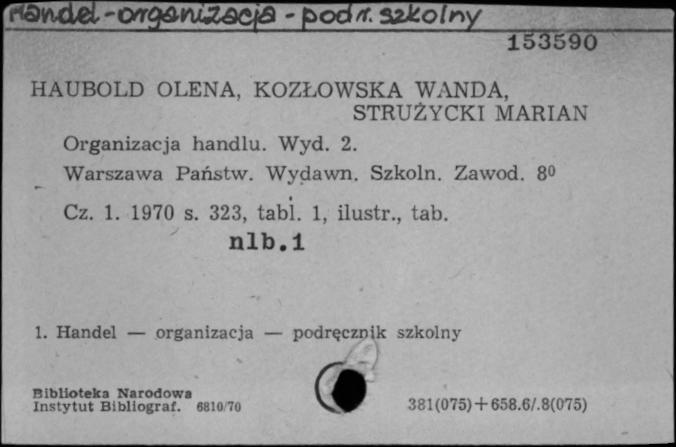 Handel-organizacja-podr. szkolny
153590
HAUBOLD OLENA, KOZŁOWSKA WANDA,
STRUŻYCKI MARIAN
Organizacja handlu. Wyd. 2.
Warszawa Państw. Wydawn. Szkoln. Zawod. 8⁰
Cz. 1. 1970 s. 323, tabl. 1, ilustr., tab.
nlb.1
1. Handel — organizacja — podręcznik szkolny
Biblioteka Narodowa
Instytut Bibliograf. 6810/70
381(075)+658.6/.8(075)